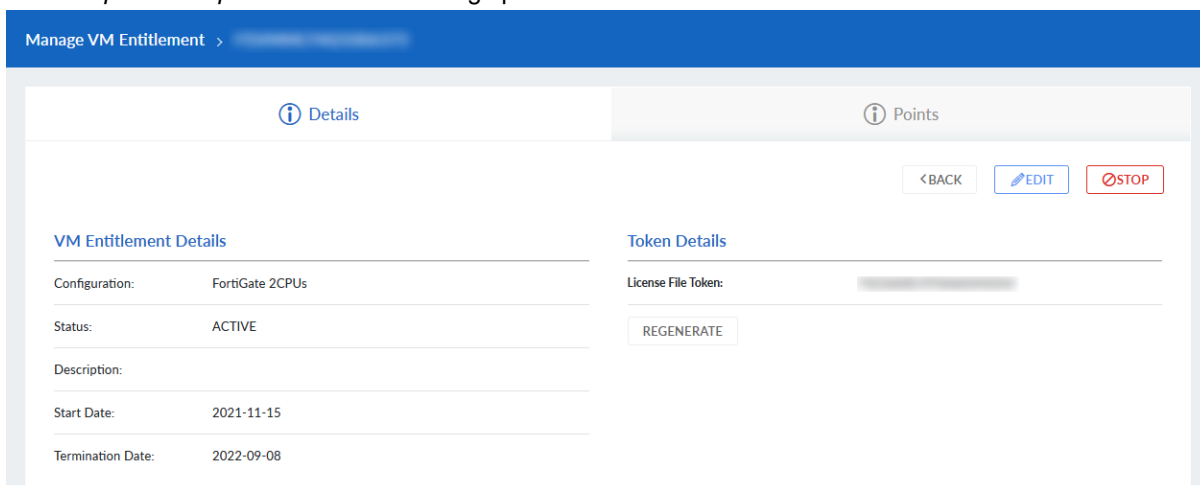 Manage VM Entitlement >
Details
Points
<BACK
EDIT
STOP
VM Entitlement Details
Configuration: FortiGate 2CPUs
Status: ACTIVE
Description:
Start Date: 2021-11-15
Termination Date: 2022-09-08
Token Details
License File Token:
REGENERATE